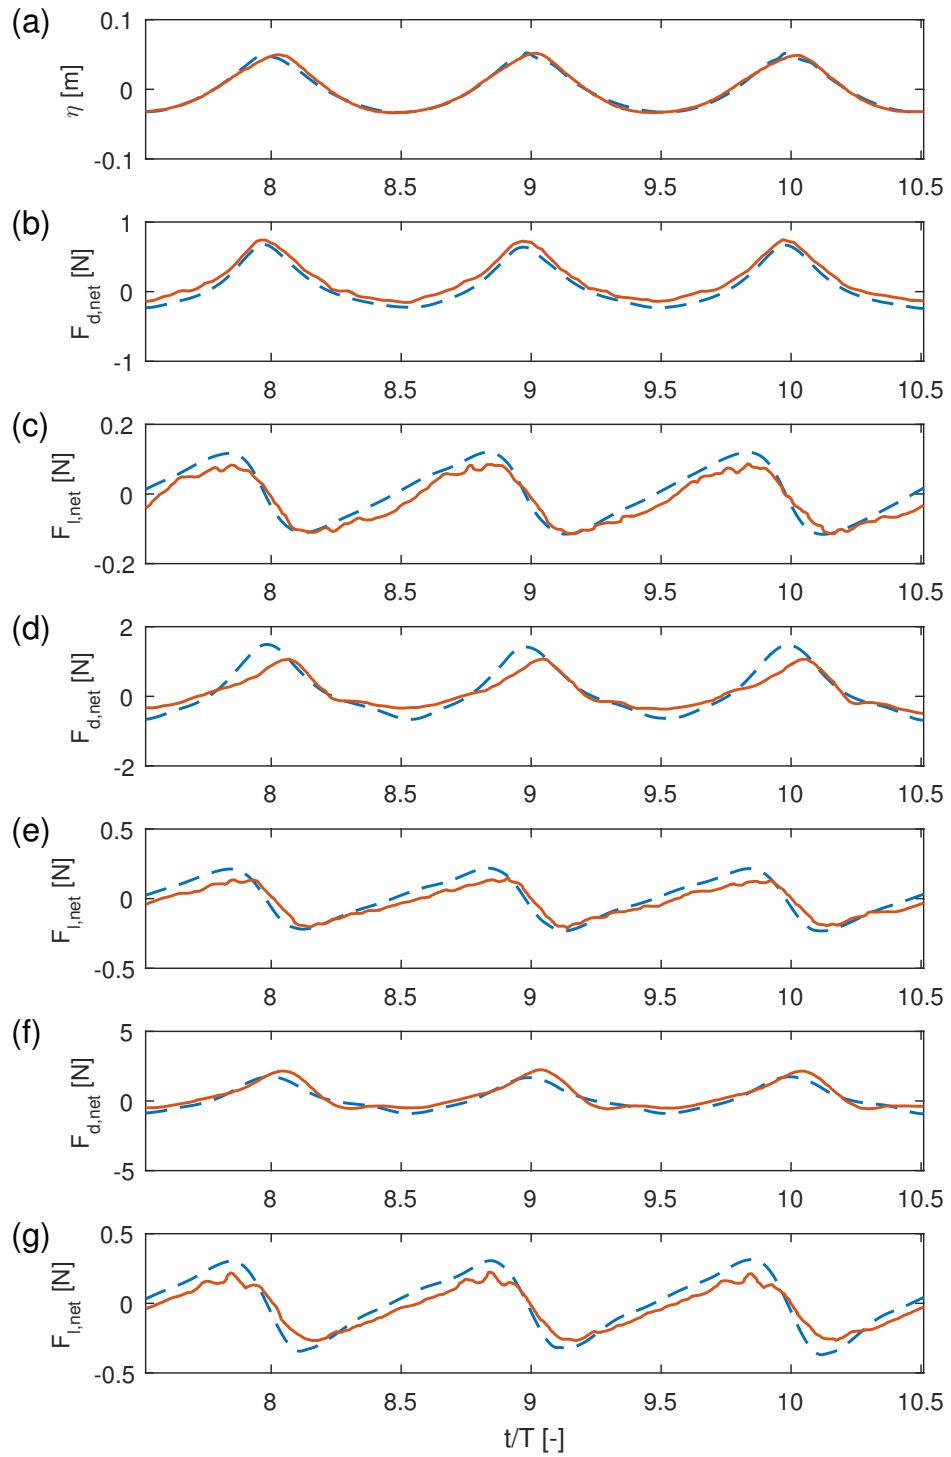 (a)
0.1
0
-0.1
η [m]
8 8.5 9 9.5 10 10.5
(b)
1
0
-1
F_d,net [N]
8 8.5 9 9.5 10 10.5
(c)
0.2
0
-0.2
F_l,net [N]
8 8.5 9 9.5 10 10.5
(d)
2
0
-2
F_d,net [N]
8 8.5 9 9.5 10 10.5
(e)
0.5
0
-0.5
F_l,net [N]
8 8.5 9 9.5 10 10.5
(f)
5
0
-5
F_d,net [N]
8 8.5 9 9.5 10 10.5
(g)
0.5
0
-0.5
F_l,net [N]
8 8.5 9 9.5 10 10.5
t/T [-]